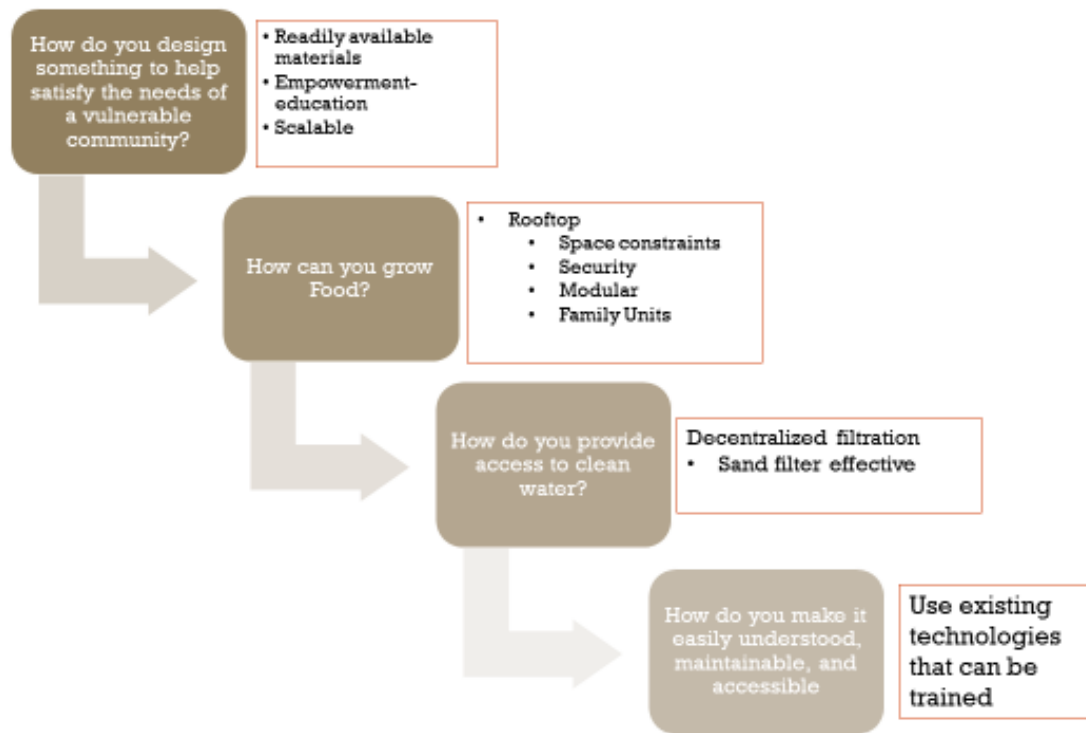 How do you design
something to help
satisfy the needs of
a vulnerable
community?
• Readily available
materials
• Empowerment-
education
• Scalable
How can you grow
Food?
• Rooftop
• Space constraints
• Security
• Modular
• Family Units
How do you provide
access to clean
water?
Decentralized filtration
• Sand filter effective
How do you make it
easily understood,
maintainable, and
accessible
Use existing
technologies
that can be
trained